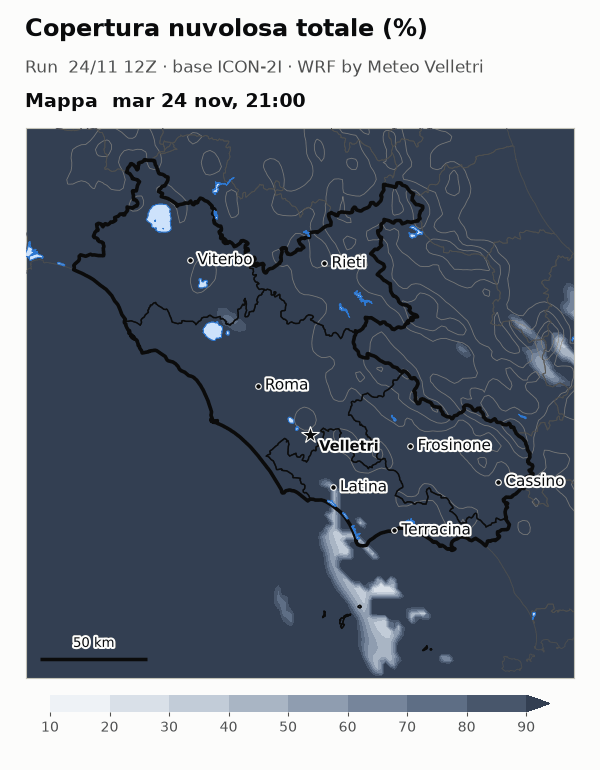 Copertura nuvolosa totale (%)
Run 24/11 12Z · base ICON-2I · WRF by Meteo Velletri
Mappa mar 24 nov, 21:00
Viterbo
Rieti
Roma
Velletri
Frosinone
Cassino
Latina
Terracina
50 km
10 20 30 40 50 60 70 80 90